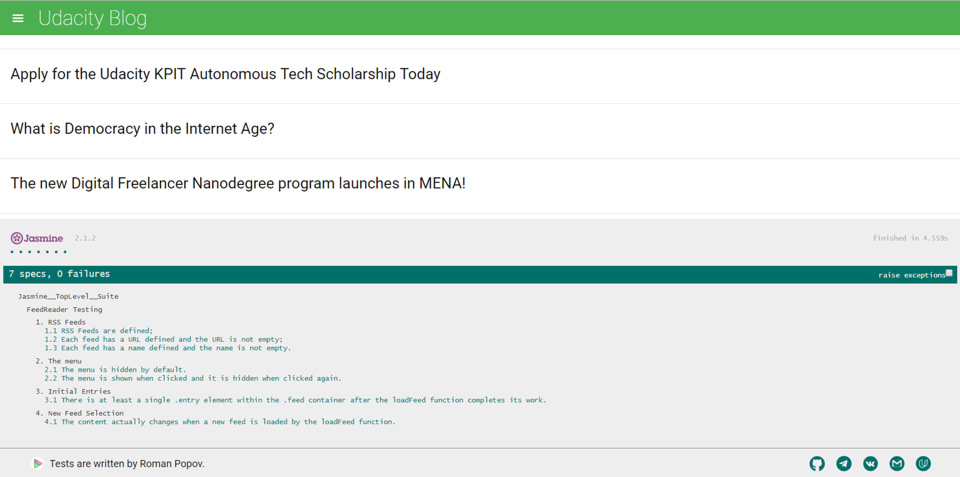 Udacity Blog
Apply for the Udacity KPIT Autonomous Tech Scholarship Today
What is Democracy in the Internet Age?
The new Digital Freelancer Nanodegree program launches in MENA!
Jasmine 2.1.2 finished in 4.559s
7 specs, 0 failures raise exceptions
Jasmine__TopLevel__Suite
FeedReader Testing
1. RSS Feeds
1.1 RSS Feeds are defined;
1.2 Each feed has a URL defined and the URL is not empty;
1.3 Each feed has a name defined and the name is not empty.
2. The menu
2.1 The menu is hidden by default.
2.2 The menu is shown when clicked and it is hidden when clicked again.
3. Initial Entries
3.1 There is at least a single .entry element within the .feed container after the loadFeed function completes its work.
4. New Feed Selection
4.1 The content actually changes when a new feed is loaded by the loadFeed function.
Tests are written by Roman Popov.